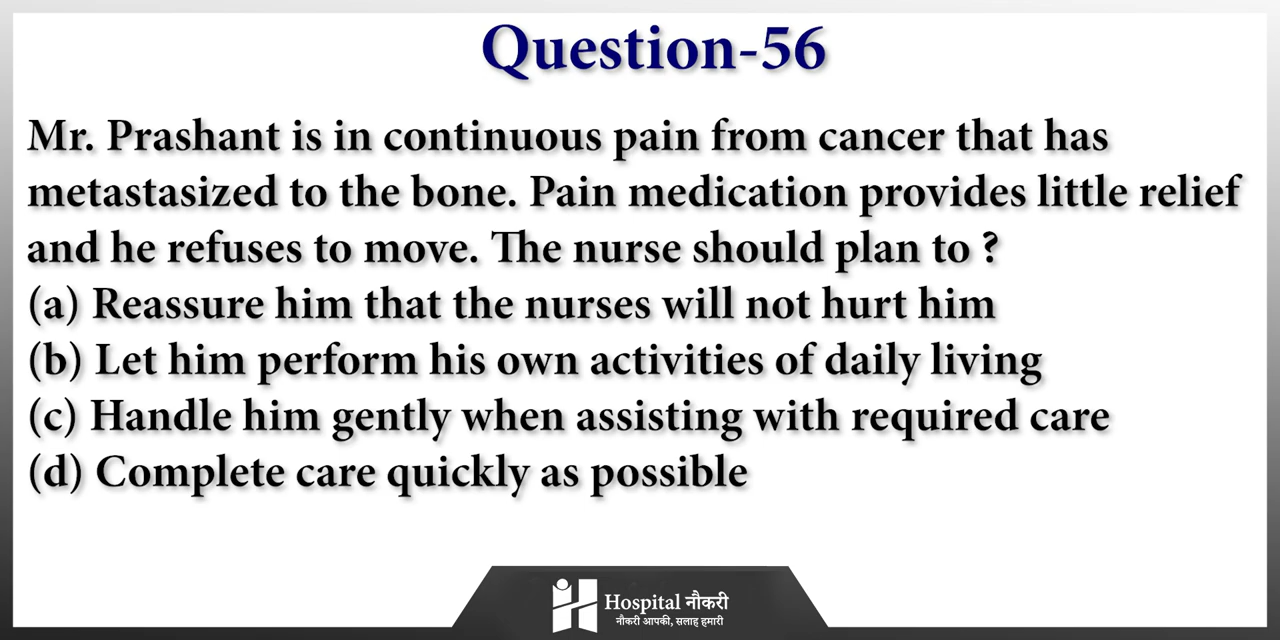 Question-56
Mr. Prashant is in continuous pain from cancer that has
metastasized to the bone. Pain medication provides little relief
and he refuses to move. The nurse should plan to ?
(a) Reassure him that the nurses will not hurt him
(b) Let him perform his own activities of daily living
(c) Handle him gently when assisting with required care
(d) Complete care quickly as possible
Hospital नौकरी
नौकरी आपकी, सलाह हमारी